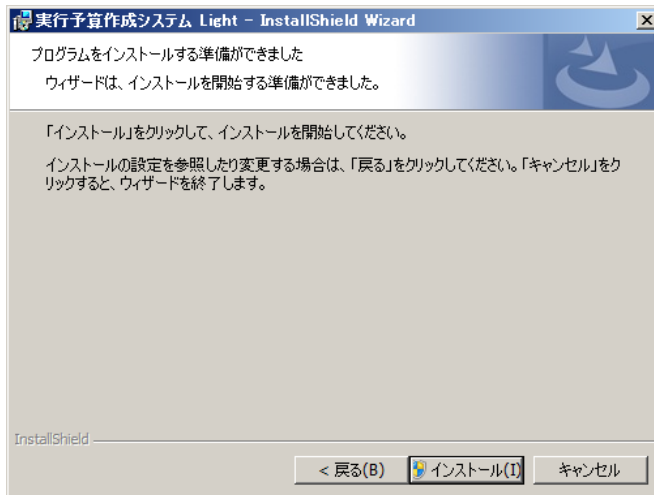 実行予算作成システム Light - InstallShield Wizard
プログラムをインストールする準備ができました
ウィザードは、インストールを開始する準備ができました。
「インストール」をクリックして、インストールを開始してください。
インストールの設定を参照したり変更する場合は、「戻る」をクリックしてください。「キャンセル」をク
リックすると、ウィザードを終了します。
InstallShield
< 戻る(B) インストール(I) キャンセル